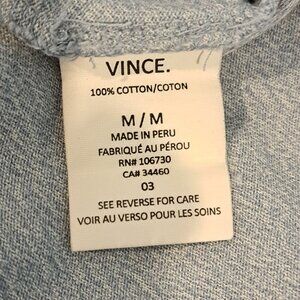 VINCE.
100% COTTON/COTON
M / M
MADE IN PERU
FABRIQUÉ AU PÉROU
RN# 106730
CA# 34460
03
SEE REVERSE FOR CARE
VOIR AU VERSO POUR LES SOINS